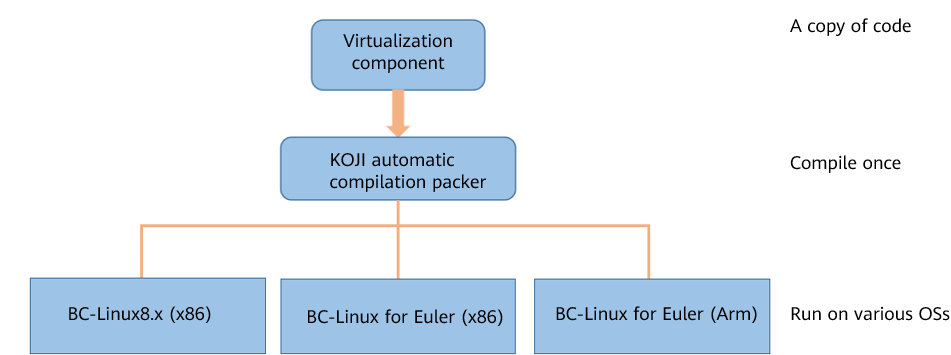 Virtualization
component
A copy of code
KOJI automatic
compilation packer
Compile once
BC-Linux8.x (x86)
BC-Linux for Euler (x86)
BC-Linux for Euler (Arm)
Run on various OSs